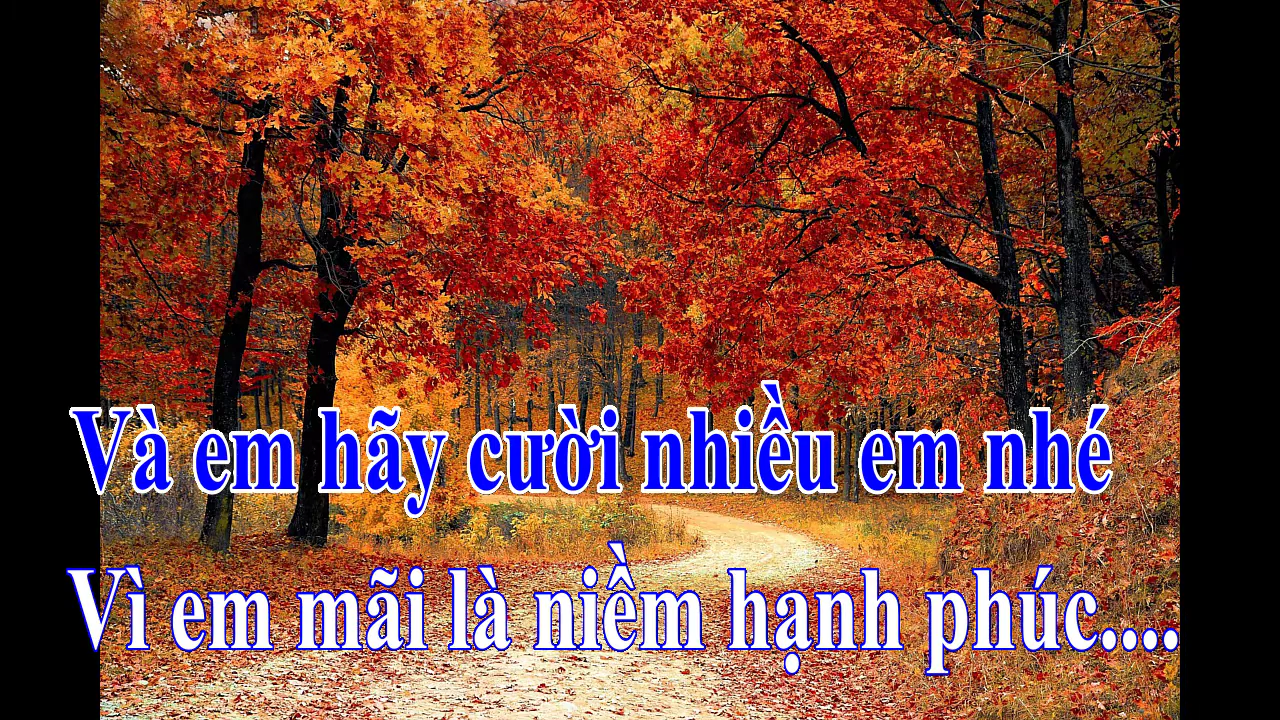 Và em hãy cười nhiều em nhé
Vì em mãi là niềm hạnh phúc....